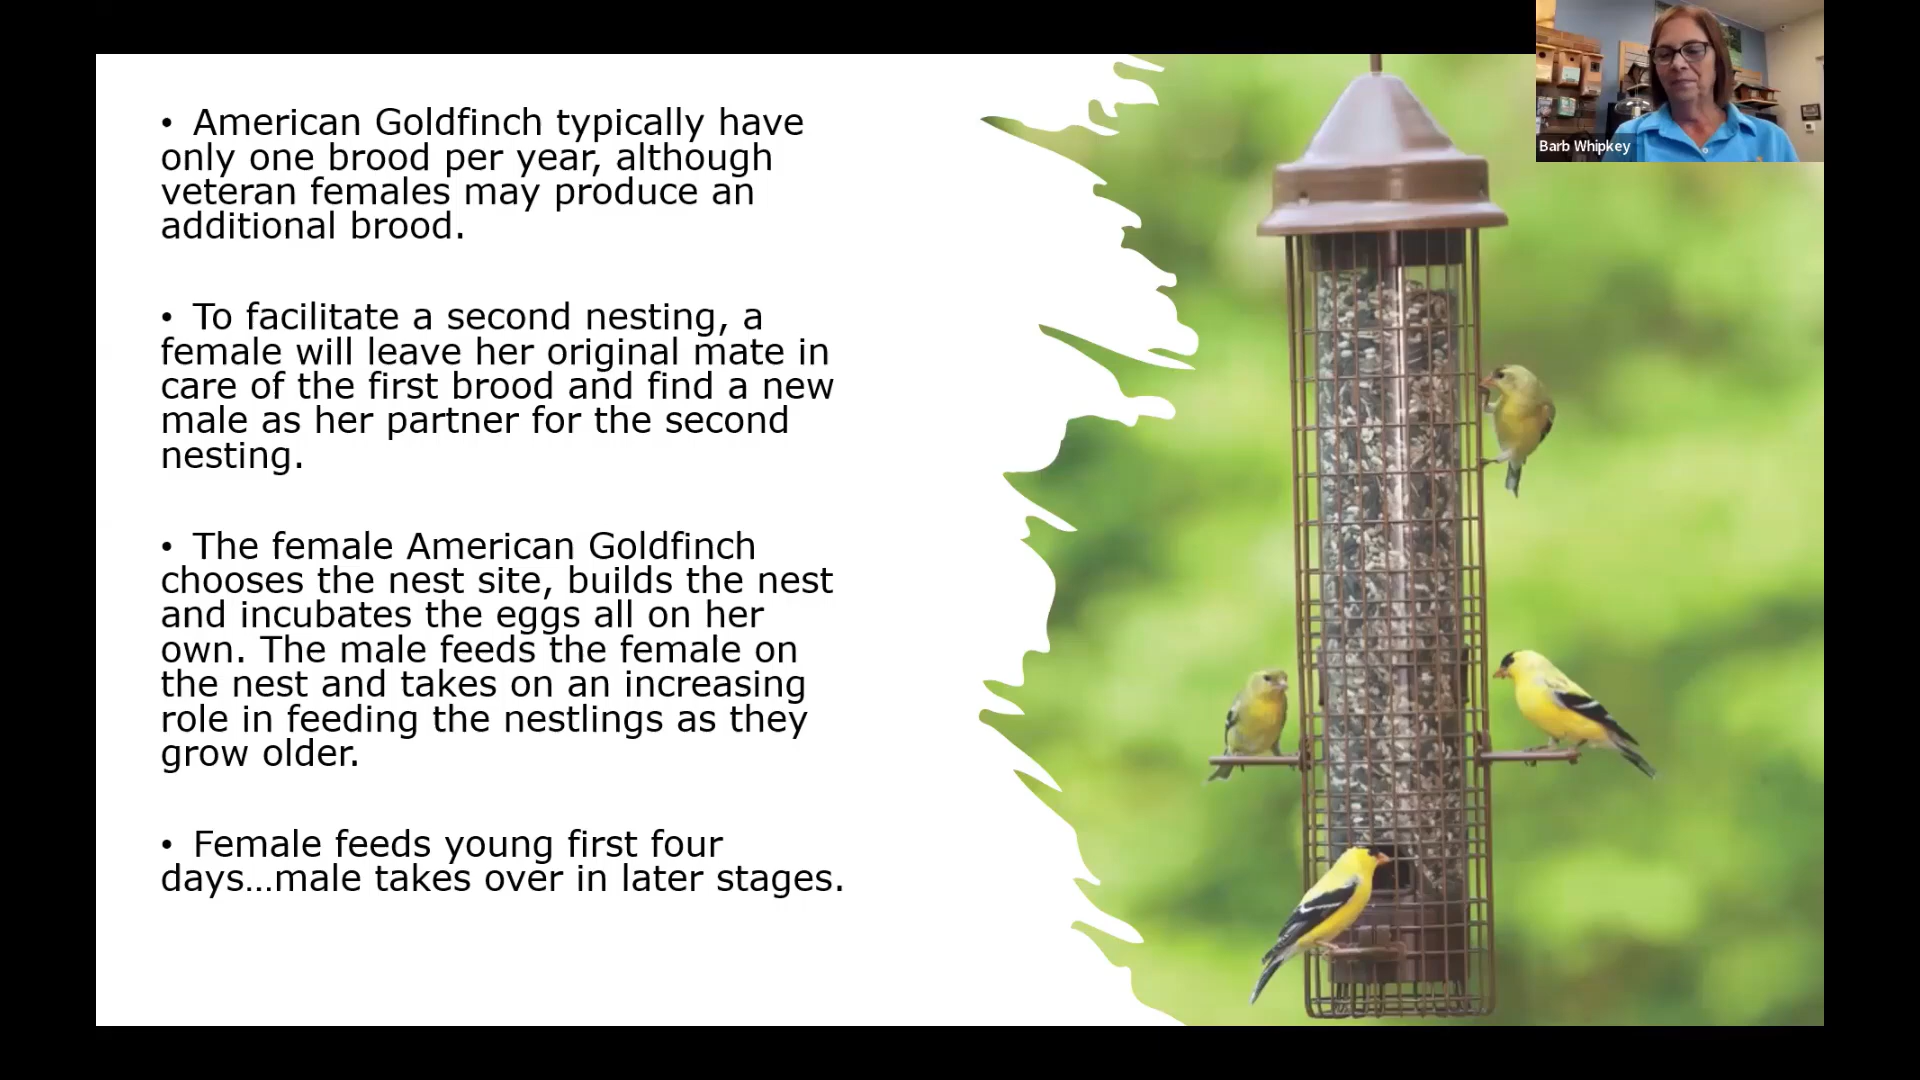 • American Goldfinch typically have
only one brood per year, although
veteran females may produce an
additional brood.
• To facilitate a second nesting, a
female will leave her original mate in
care of the first brood and find a new
male as her partner for the second
nesting.
• The female American Goldfinch
chooses the nest site, builds the nest
and incubates the eggs all on her
own. The male feeds the female on
the nest and takes on an increasing
role in feeding the nestlings as they
grow older.
• Female feeds young first four
days...male takes over in later stages.
Barb Whipkey